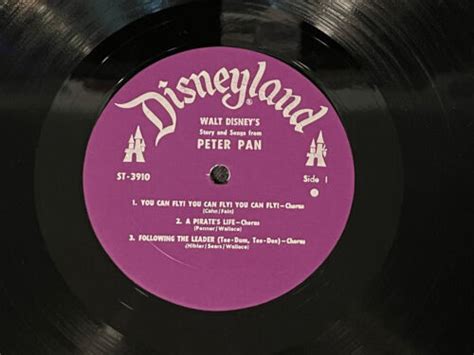 Disneyland®
WALT DISNEY'S
Story and Songs from
PETER PAN
ST-3910
Side 1
1. YOU CAN FLY! YOU CAN FLY! YOU CAN FLY!—Chorus
(Cahn/Fain)
2. A PIRATE'S LIFE—Chorus
(Penner/Wallace)
3. FOLLOWING THE LEADER (Tee-Dum, Tee-Dee)—Chorus
(Hibler/Sears/Wallace)